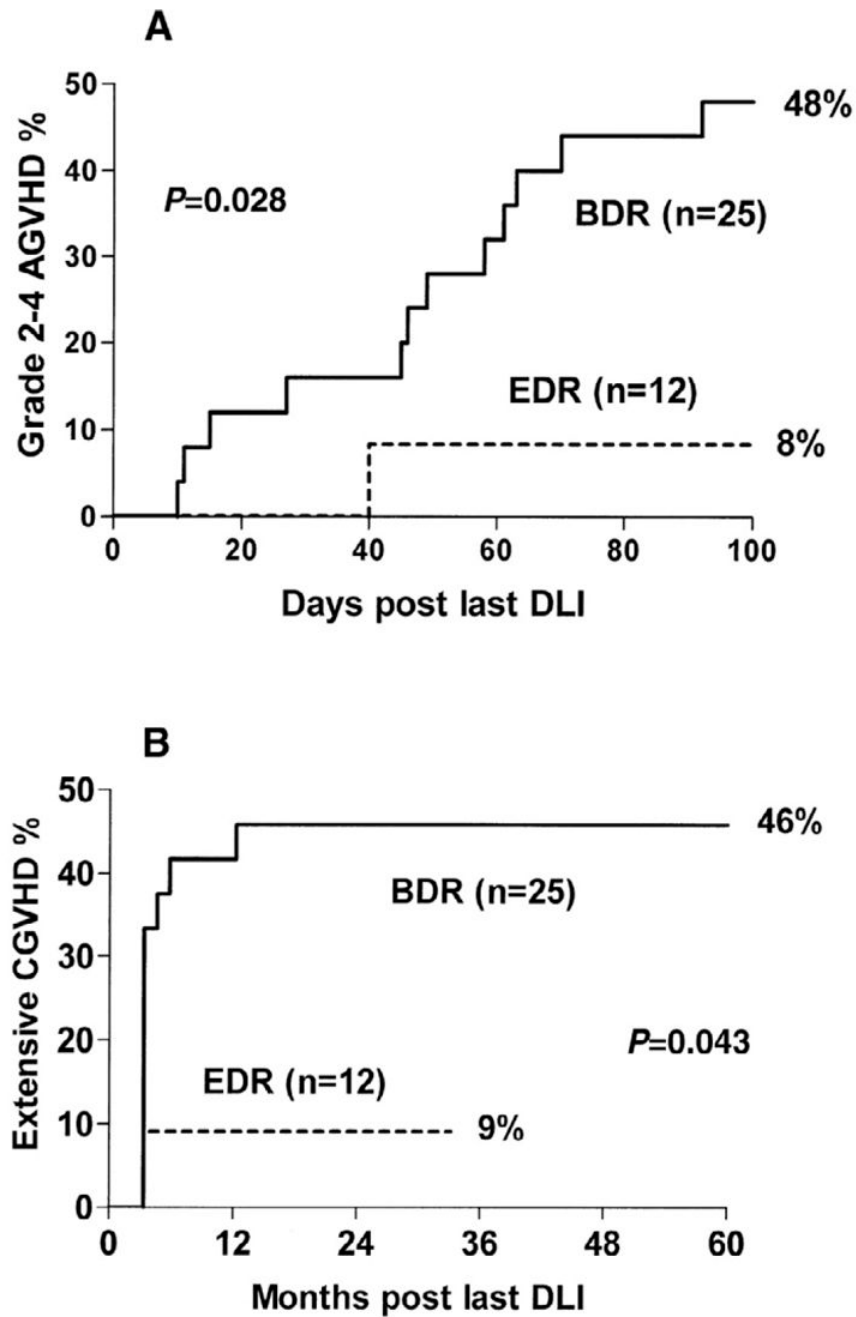 A
Grade 2-4 AGVHD %
50
40
30
20
10
0
P=0.028
48%
BDR (n=25)
EDR (n=12)
8%
0 20 40 60 80 100
Days post last DLI
B
Extensive CGVHD %
50
40
30
20
10
0
46%
BDR (n=25)
P=0.043
EDR (n=12)
9%
0 12 24 36 48 60
Months post last DLI